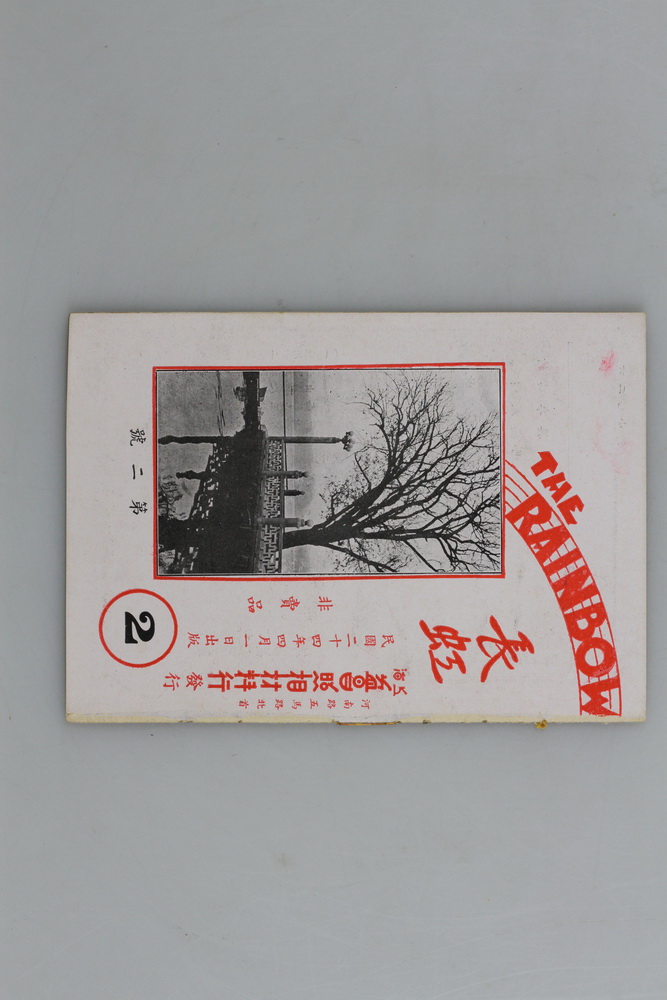 THE
RAINBOW
長虹
民國二十四年四月一日出版
非賣品
上海
照相材料行
發行
河南路五馬路北首
2
第二號